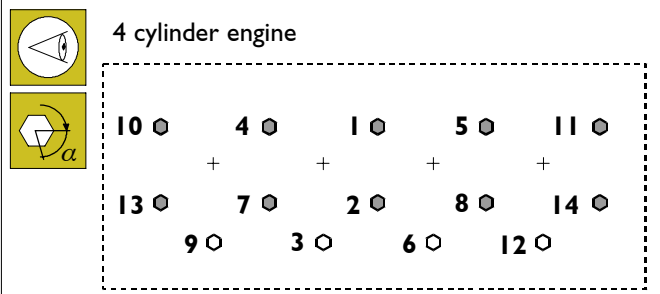 4 cylinder engine
10 4 1 5 11
+ + + +
13 7 2 8 14
9 3 6 12
α